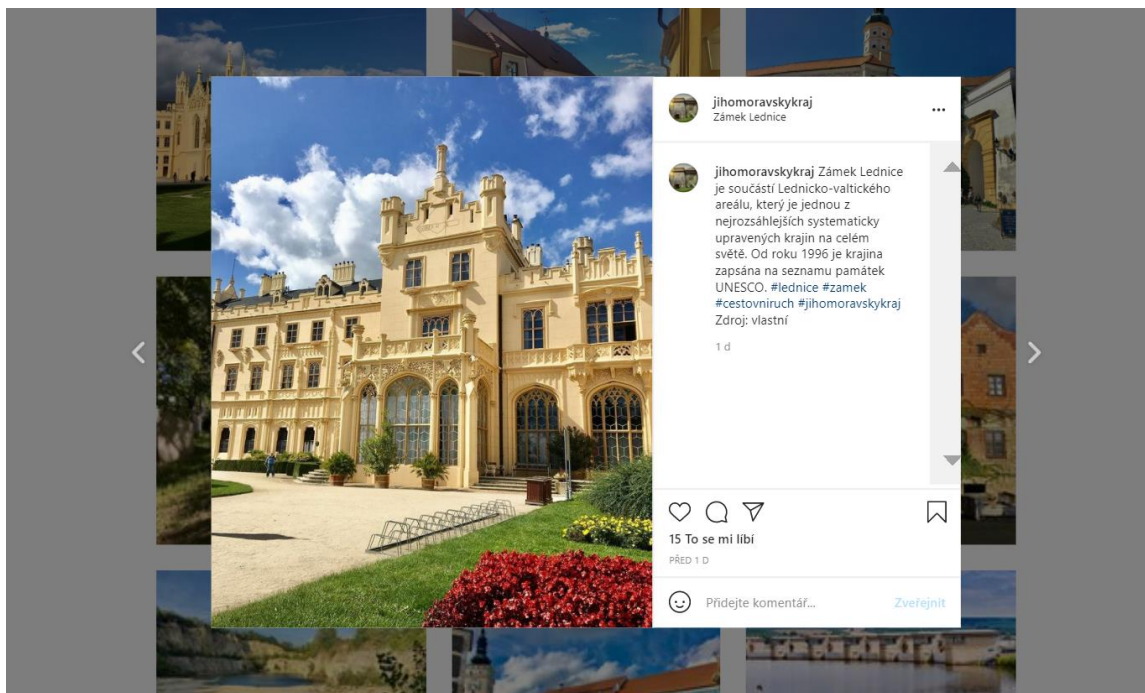 jihomoravskykraj
Zámek Lednice
jihomoravskykraj Zámek Lednice
je součástí Lednicko-valtického
areálu, který je jednou z
nejrozsáhlejších systematicky
upravených krajin na celém
světě. Od roku 1996 je krajina
zapsána na seznamu památek
UNESCO. #lednice #zamek
#cestovniruch #jihomoravskykraj
Zdroj: vlastní
1 d
15 To se mi líbí
PŘED 1 D
Přidejte komentář... Zveřejnit